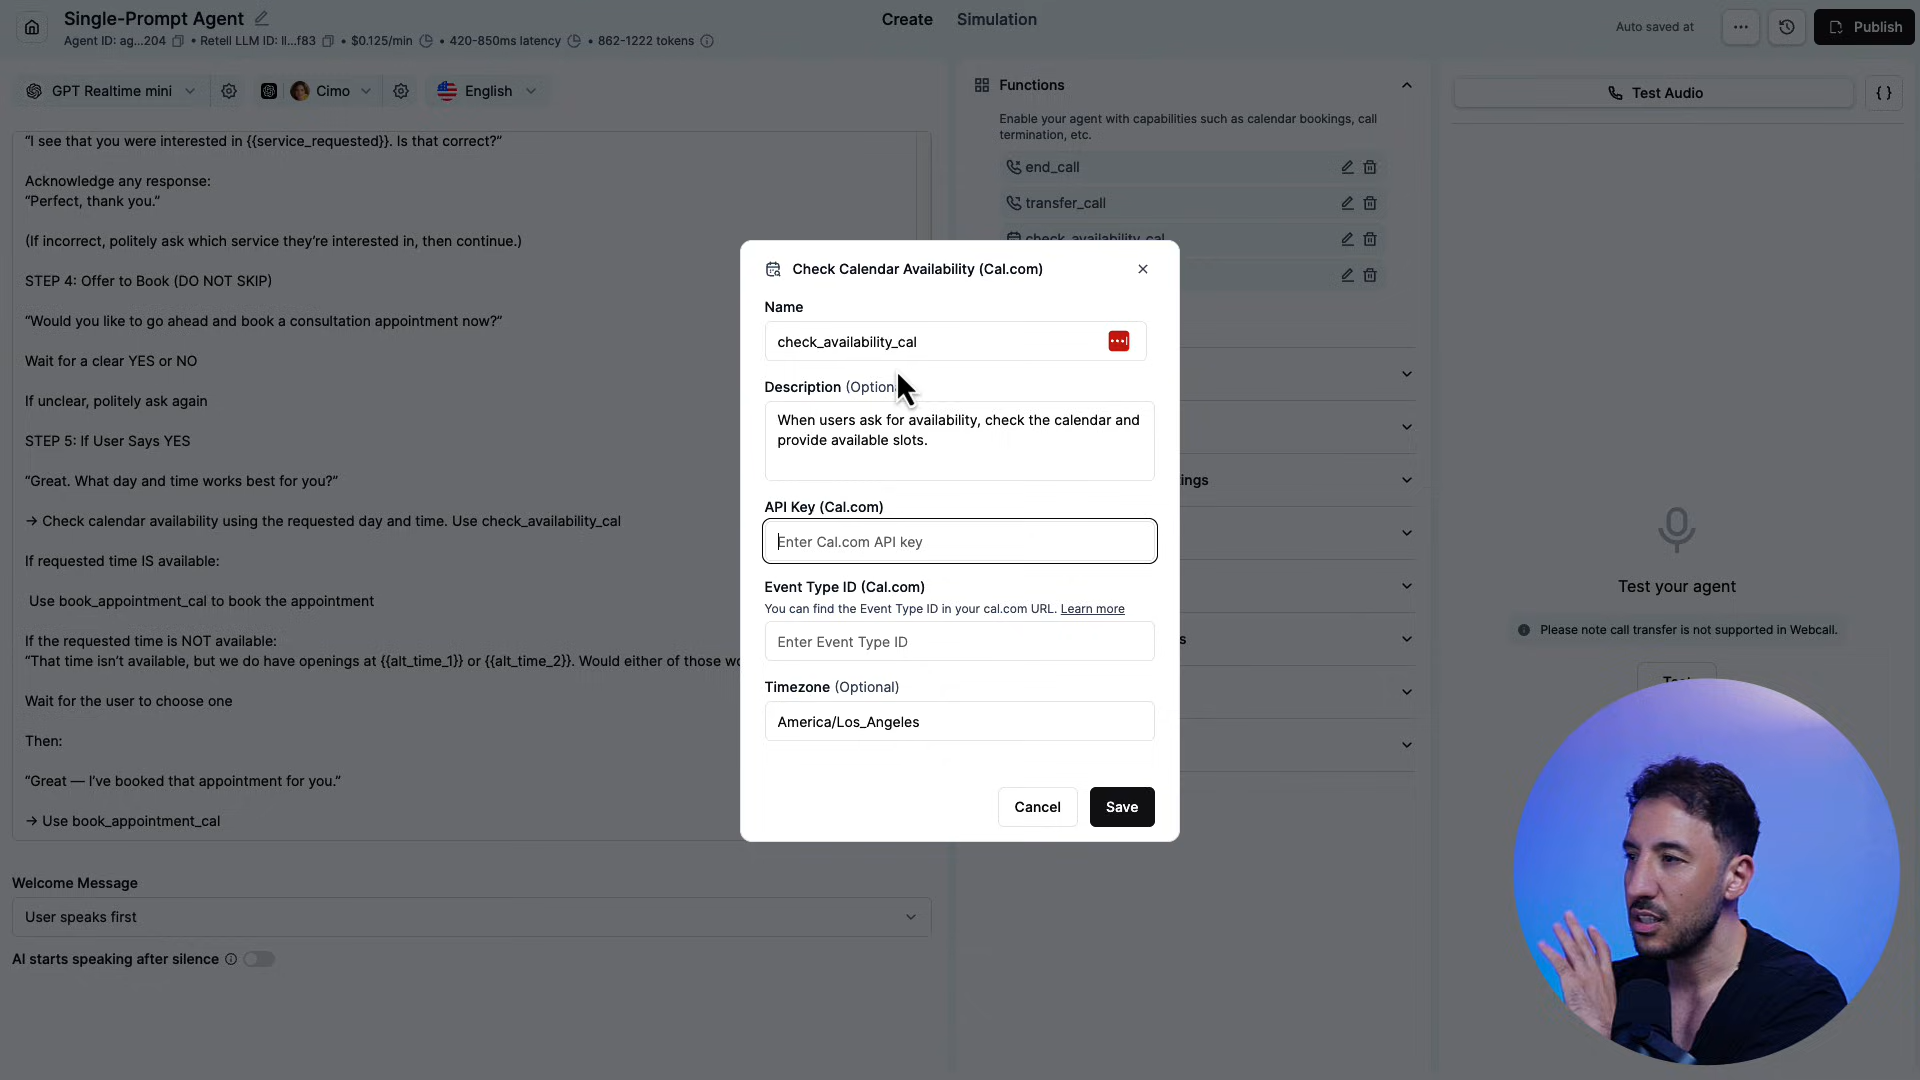 Single-Prompt Agent
Agent ID: ag...204 • Retell LLM ID: ll...f83 • $0.125/min • 420-850ms latency • 862-1222 tokens
Create
Simulation
Auto saved at
Publish
GPT Realtime mini
Cimo
English
“I see that you were interested in {{service_requested}}. Is that correct?”
Acknowledge any response:
“Perfect, thank you.”
(If incorrect, politely ask which service they’re interested in, then continue.)
STEP 4: Offer to Book (DO NOT SKIP)
“Would you like to go ahead and book a consultation appointment now?”
Wait for a clear YES or NO
If unclear, politely ask again
STEP 5: If User Says YES
“Great. What day and time works best for you?”
→ Check calendar availability using the requested day and time. Use check_availability_cal
If requested time IS available:
Use book_appointment_cal to book the appointment
If the requested time is NOT available:
“That time isn’t available, but we do have openings at {{alt_time_1}} or {{alt_time_2}}. Would either of those
Wait for the user to choose one
Then:
“Great — I’ve booked that appointment for you.”
→ Use book_appointment_cal
Welcome Message
User speaks first
AI starts speaking after silence
Functions
Enable your agent with capabilities such as calendar bookings, call
termination, etc.
end_call
transfer_call
check_availability_cal
Check Calendar Availability (Cal.com)
Name
check_availability_cal
Description (Option
When users ask for availability, check the calendar and
provide available slots.
API Key (Cal.com)
Enter Cal.com API key
Event Type ID (Cal.com)
You can find the Event Type ID in your cal.com URL. Learn more
Enter Event Type ID
Timezone (Optional)
America/Los_Angeles
Cancel
Save
ings
s
Test Audio
{ }
Test your agent
Please note call transfer is not supported in Webcall.